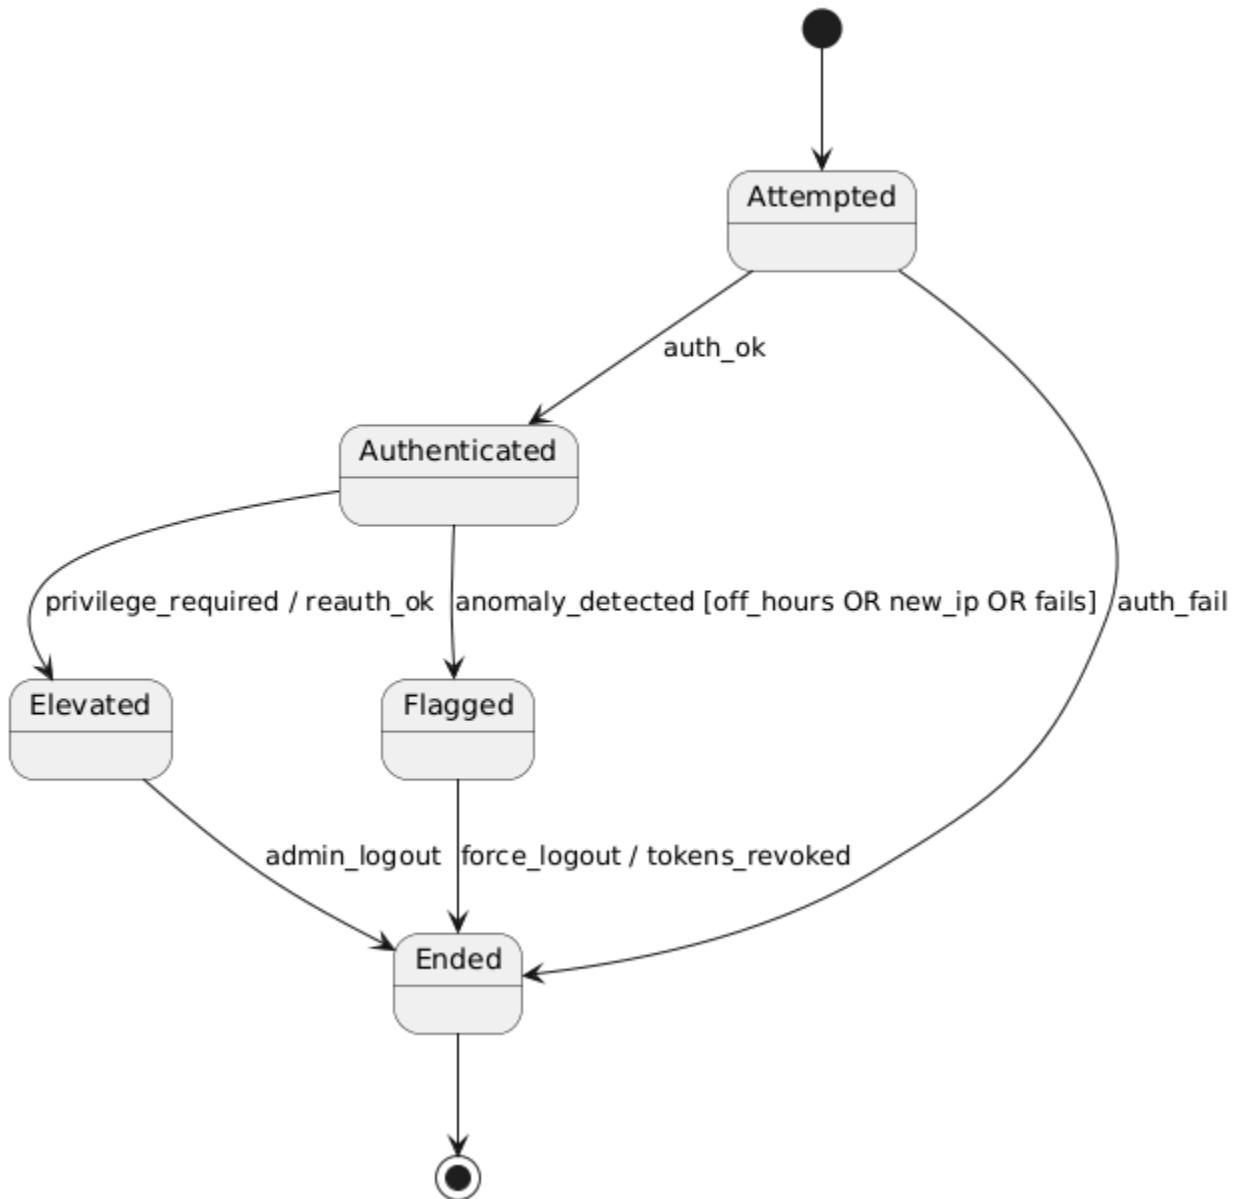 Attempted
auth_ok
Authenticated
privilege_required / reauth_ok
anomaly_detected [off_hours OR new_ip OR fails]
auth_fail
Elevated
Flagged
admin_logout
force_logout / tokens_revoked
Ended